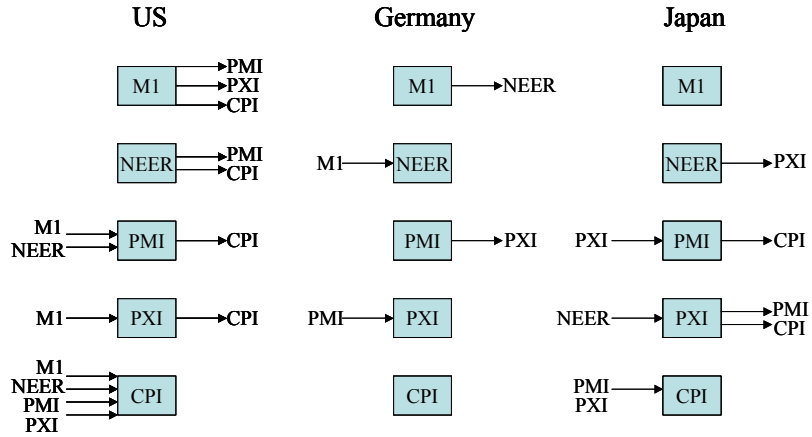 US Germany Japan
M1 PMI PXI CPI M1 NEER M1
NEER PMI CPI M1 NEER NEER PXI
M1 NEER PMI CPI PMI PXI PXI PMI CPI
M1 PXI CPI PMI PXI NEER PXI PMI CPI
M1 NEER PMI PXI CPI CPI PMI PXI CPI